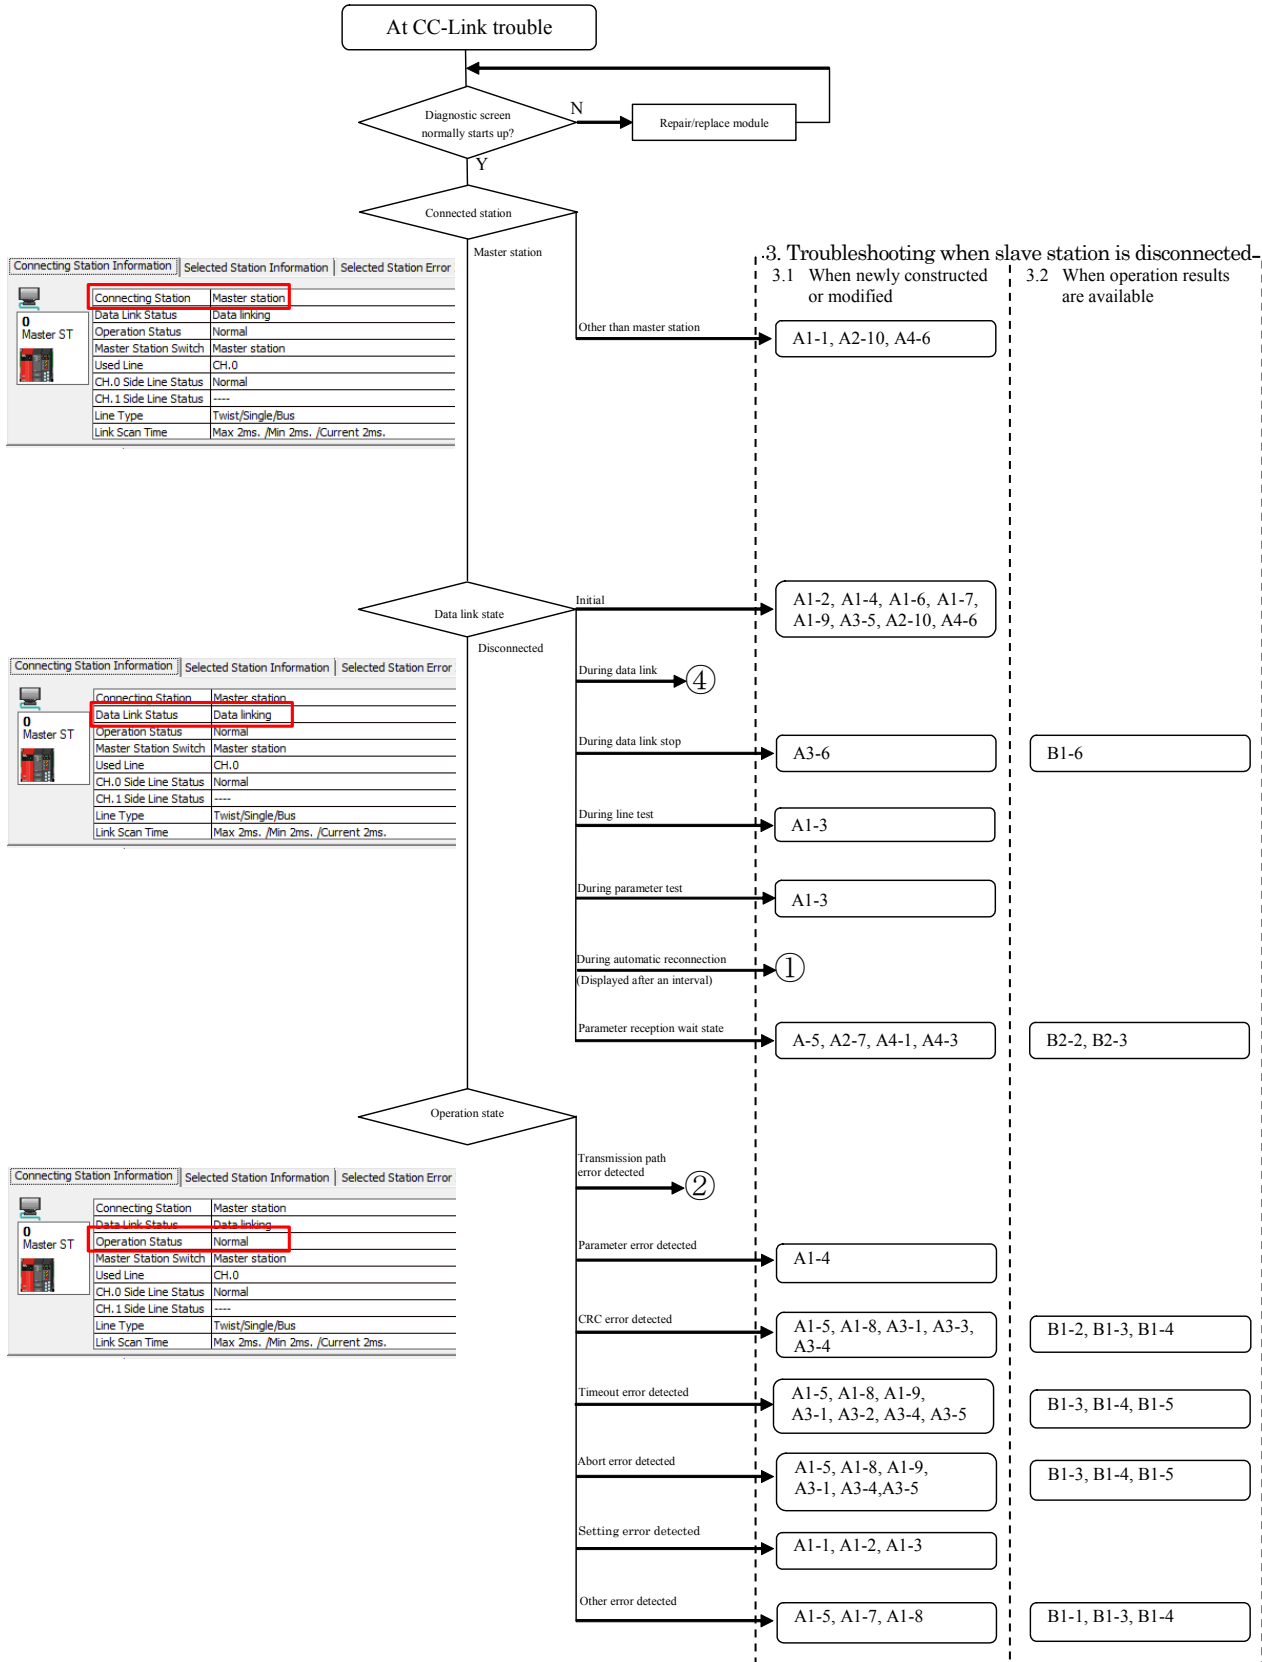 At CC-Link trouble
Diagnostic screen
normally starts up?
N
Repair/replace module
Y
Connected station
Master station
3. Troubleshooting when slave station is disconnected
3.1 When newly constructed
or modified
3.2 When operation results
are available
Connecting Station Information Selected Station Information Selected Station Error
0
Master ST
Connecting Station Master station
Data Link Status Data linking
Operation Status Normal
Master Station Switch Master station
Used Line CH.0
CH.0 Side Line Status Normal
CH.1 Side Line Status ----
Line Type Twist/Single/Bus
Link Scan Time Max 2ms. /Min 2ms. /Current 2ms.
Other than master station
A1-1, A2-10, A4-6
Data link state
Disconnected
Initial
A1-2, A1-4, A1-6, A1-7,
A1-9, A3-5, A2-10, A4-6
Connecting Station Information Selected Station Information Selected Station Error
0
Master ST
Connecting Station Master station
Data Link Status Data linking
Operation Status Normal
Master Station Switch Master station
Used Line CH.0
CH.0 Side Line Status Normal
CH.1 Side Line Status ----
Line Type Twist/Single/Bus
Link Scan Time Max 2ms. /Min 2ms. /Current 2ms.
During data link
④
During data link stop
A3-6
B1-6
During line test
A1-3
During parameter test
A1-3
During automatic reconnection
(Displayed after an interval)
①
Parameter reception wait state
A-5, A2-7, A4-1, A4-3
B2-2, B2-3
Operation state
Connecting Station Information Selected Station Information Selected Station Error
0
Master ST
Connecting Station Master station
Data Link Status Data linking
Operation Status Normal
Master Station Switch Master station
Used Line CH.0
CH.0 Side Line Status Normal
CH.1 Side Line Status ----
Line Type Twist/Single/Bus
Link Scan Time Max 2ms. /Min 2ms. /Current 2ms.
Transmission path
error detected
②
Parameter error detected
A1-4
CRC error detected
A1-5, A1-8, A3-1, A3-3,
A3-4
B1-2, B1-3, B1-4
Timeout error detected
A1-5, A1-8, A1-9,
A3-1, A3-2, A3-4, A3-5
B1-3, B1-4, B1-5
Abort error detected
A1-5, A1-8, A1-9,
A3-1, A3-4,A3-5
B1-3, B1-4, B1-5
Setting error detected
A1-1, A1-2, A1-3
Other error detected
A1-5, A1-7, A1-8
B1-1, B1-3, B1-4